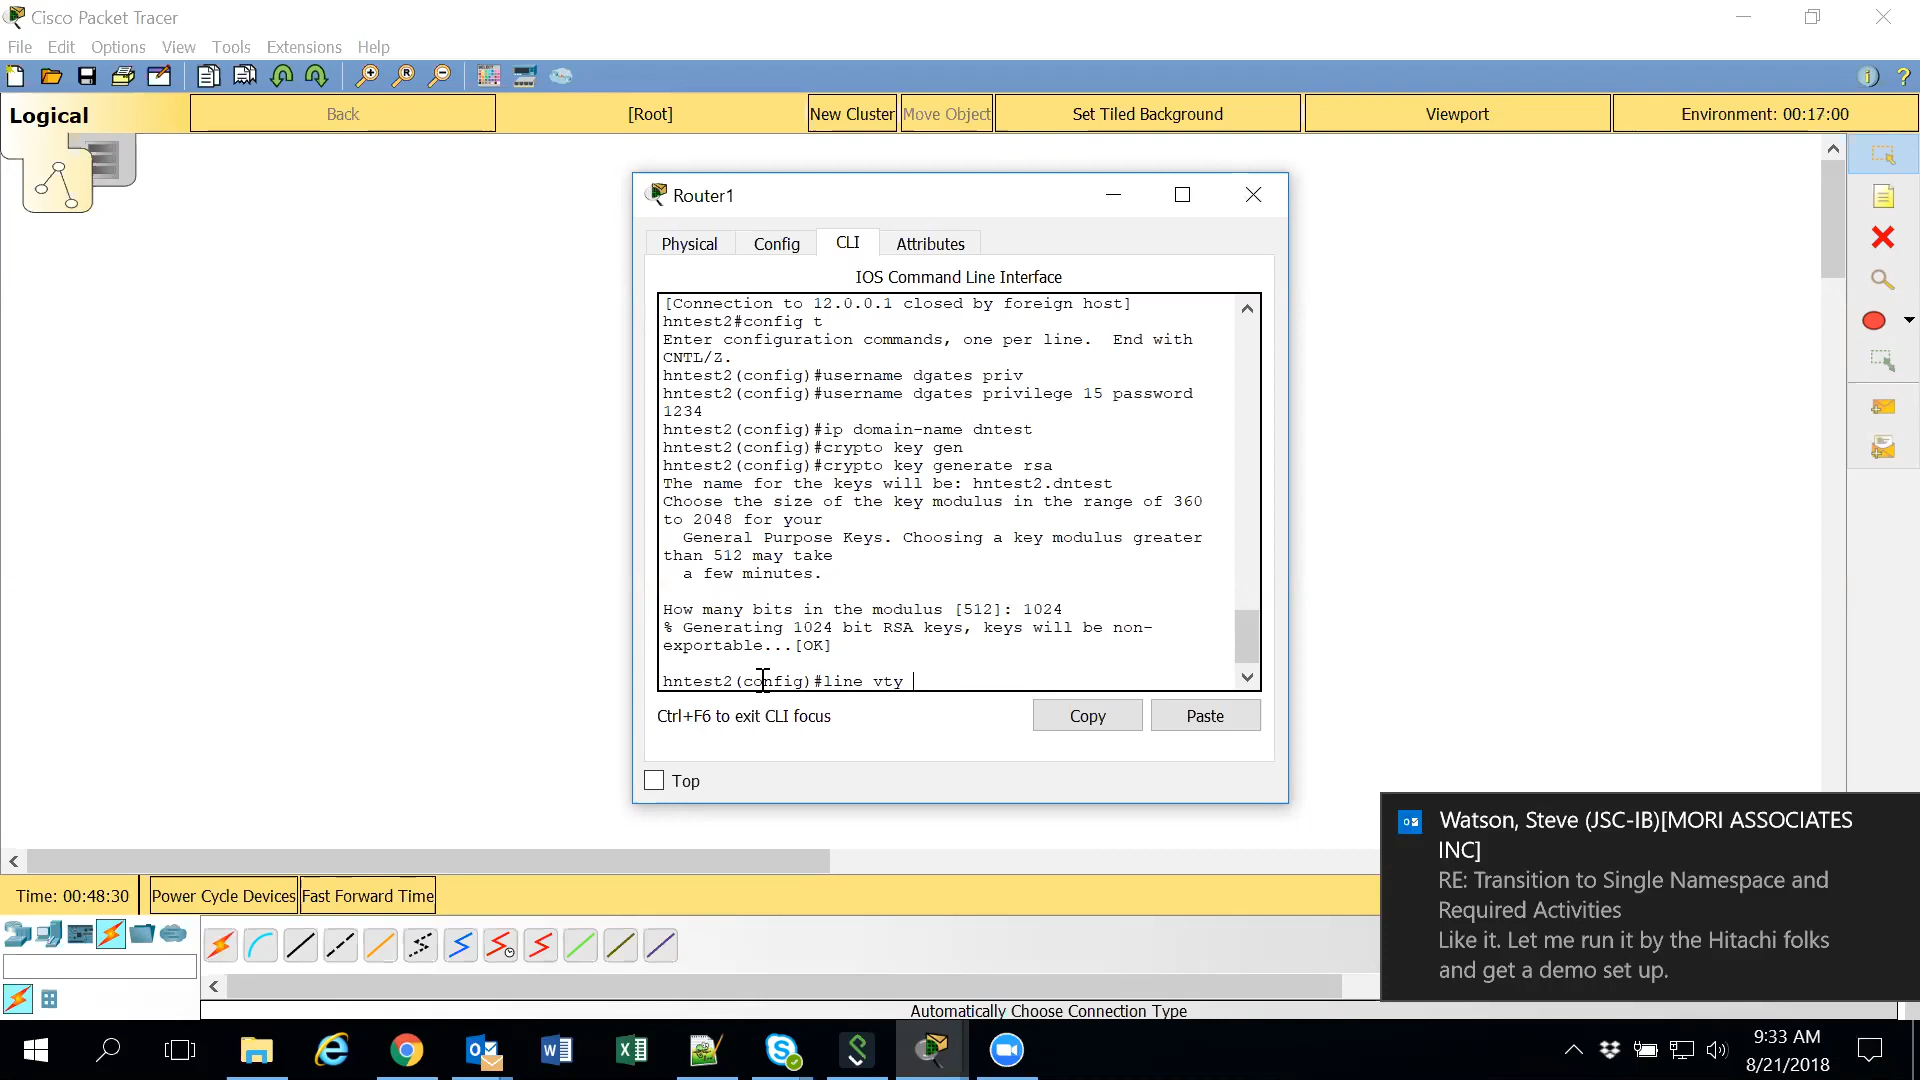 Cisco Packet Tracer
File Edit Options View Tools Extensions Help
Logical
Back
[Root]
New Cluster
Move Object
Set Tiled Background
Viewport
Environment: 00:17:00
Router1
Physical
Config
CLI
Attributes
IOS Command Line Interface
[Connection to 12.0.0.1 closed by foreign host]
hntest2#config t
Enter configuration commands, one per line.  End with
CNTL/Z.
hntest2(config)#username dgates priv
hntest2(config)#username dgates privilege 15 password
1234
hntest2(config)#ip domain-name dntest
hntest2(config)#crypto key gen
hntest2(config)#crypto key generate rsa
The name for the keys will be: hntest2.dntest
Choose the size of the key modulus in the range of 360
to 2048 for your
  General Purpose Keys. Choosing a key modulus greater
than 512 may take
  a few minutes.
How many bits in the modulus [512]: 1024
% Generating 1024 bit RSA keys, keys will be non-
exportable...[OK]
hntest2(config)#line vty
Ctrl+F6 to exit CLI focus
Copy
Paste
Top
Watson, Steve (JSC-IB)[MORI ASSOCIATES
INC]
RE: Transition to Single Namespace and
Required Activities
Like it. Let me run it by the Hitachi folks
and get a demo set up.
Time: 00:48:30
Power Cycle Devices
Fast Forward Time
Automatically Choose Connection Type
9:33 AM
8/21/2018